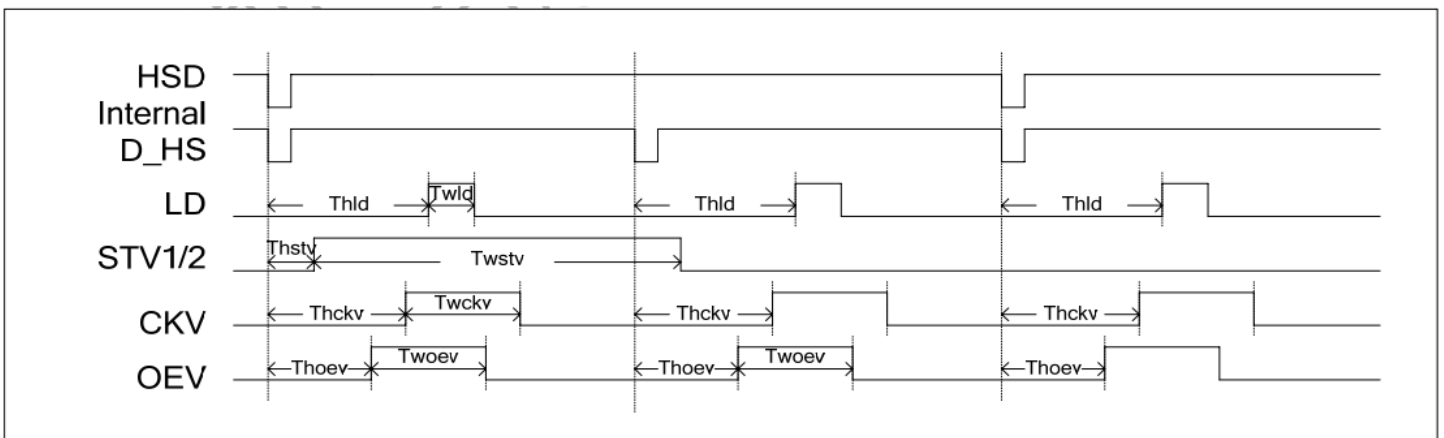 HSD
Internal
D_HS
LD Thld Twld Thld Thld
STV1/2 Thstv Twstv
CKV Thckv Twckv Thckv Thckv
OEV Thoev Twoev Thoev Twoev Thoev